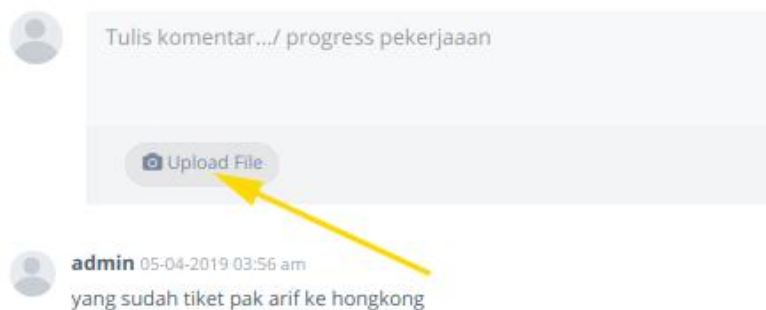 Tulis komentar.../ progress pekerjaaan
Upload File
admin 05-04-2019 03:56 am
yang sudah tiket pak arif ke hongkong